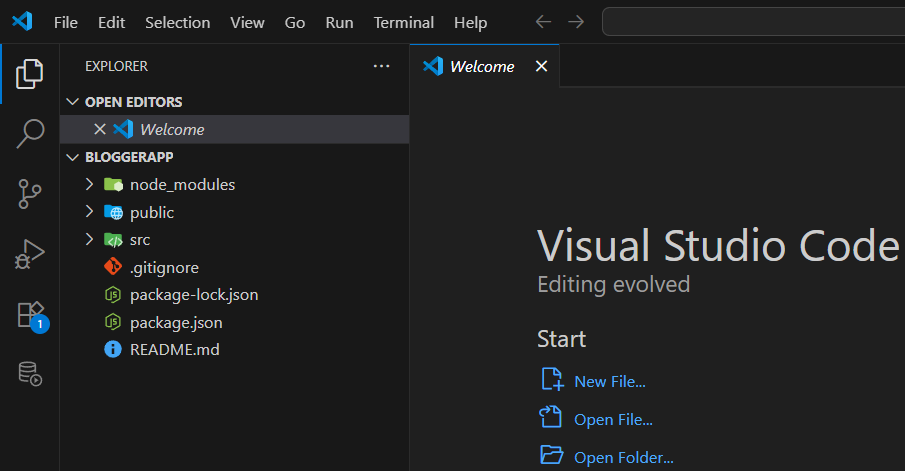 File Edit Selection View Go Run Terminal Help
EXPLORER
Welcome
OPEN EDITORS
Welcome
BLOGGERAPP
node_modules
public
src
.gitignore
package-lock.json
package.json
README.md
1
Visual Studio Code
Editing evolved
Start
New File...
Open File...
Open Folder...